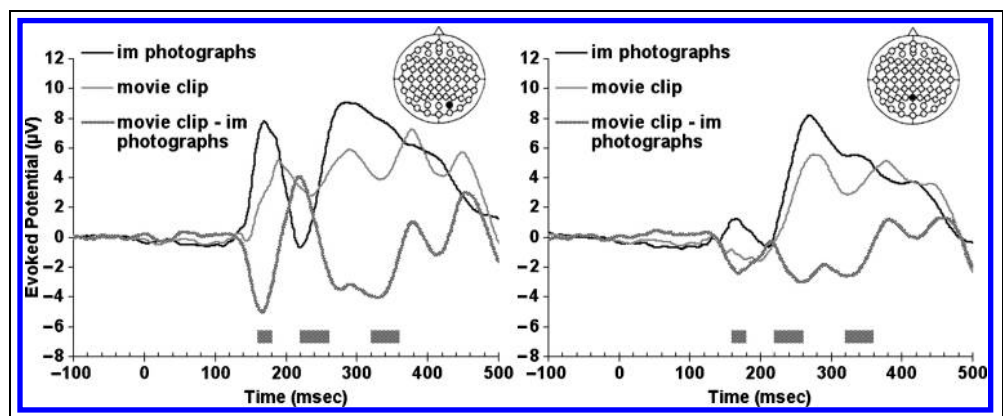 im photographs
movie clip
movie clip - im
photographs
Evoked Potential (µV)
12
10
8
6
4
2
0
−2
−4
−6
−8
−100 0 100 200 300 400 500
Time (msec)
im photographs
movie clip
movie clip - im
photographs
12
10
8
6
4
2
0
−2
−4
−6
−8
−100 0 100 200 300 400 500
Time (msec)